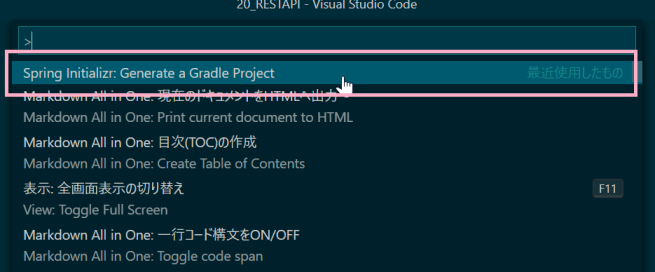 20_RESTAPI - Visual Studio Code
>
Spring Initializr: Generate a Gradle Project 最近使用したもの
Markdown All in One: 現在のドキュメントをHTMLへ出力
Markdown All in One: Print current document to HTML
Markdown All in One: 目次(TOC)の作成
Markdown All in One: Create Table of Contents
表示: 全画面表示の切り替え F11
View: Toggle Full Screen
Markdown All in One: 一行コード構文をON/OFF
Markdown All in One: Toggle code span